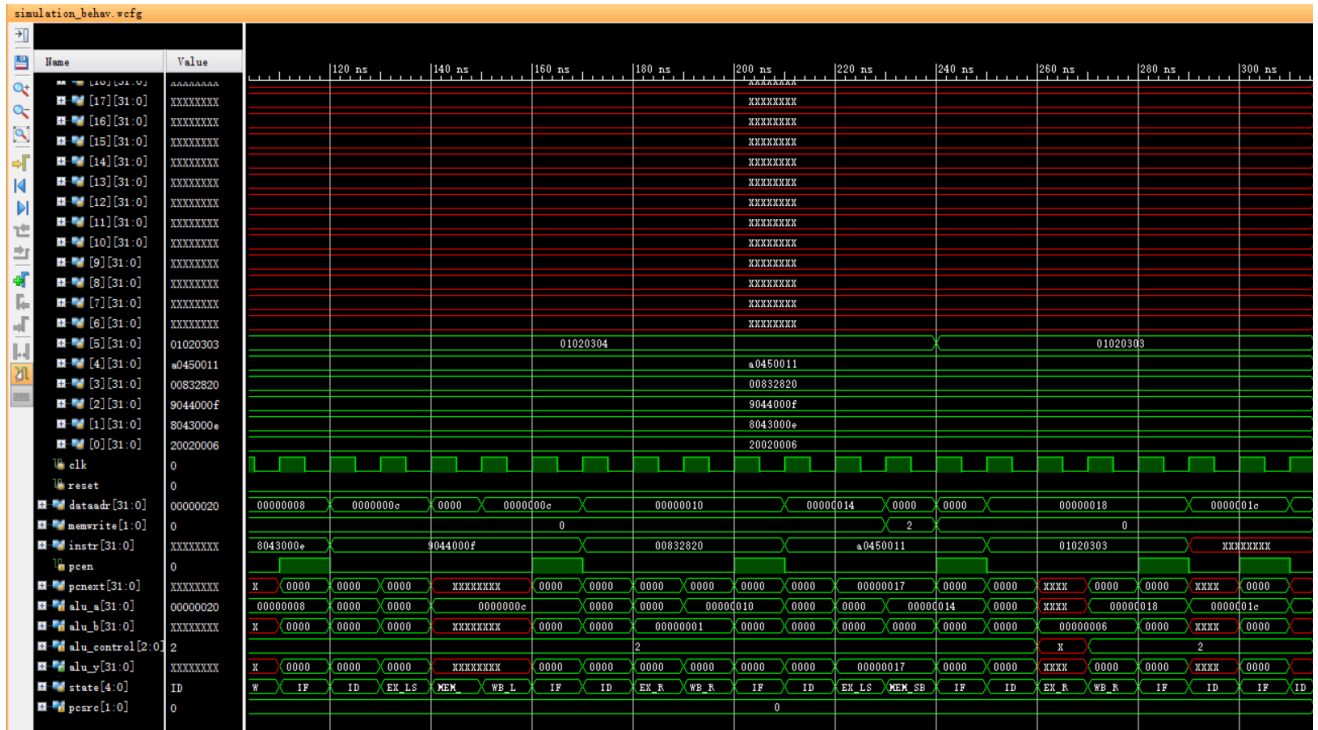 simulation_behav.wcfg
Name Value
120 ns 140 ns 160 ns 180 ns 200 ns 220 ns 240 ns 260 ns 280 ns 300 ns
[17][31:0] XXXXXXXX XXXXXXXX
[16][31:0] XXXXXXXX XXXXXXXX
[15][31:0] XXXXXXXX XXXXXXXX
[14][31:0] XXXXXXXX XXXXXXXX
[13][31:0] XXXXXXXX XXXXXXXX
[12][31:0] XXXXXXXX XXXXXXXX
[11][31:0] XXXXXXXX XXXXXXXX
[10][31:0] XXXXXXXX XXXXXXXX
[9][31:0] XXXXXXXX XXXXXXXX
[8][31:0] XXXXXXXX XXXXXXXX
[7][31:0] XXXXXXXX XXXXXXXX
[6][31:0] XXXXXXXX XXXXXXXX
[5][31:0] 01020303 01020304 01020303
[4][31:0] a0450011 a0450011
[3][31:0] 00832820 00832820
[2][31:0] 9044000f 9044000f
[1][31:0] 8043000e 8043000e
[0][31:0] 20020006 20020006
clk 0
reset 0
dataadr[31:0] 00000020 00000008 0000000c 0000 0000000c 00000010 00000014 0000 0000 00000018 0000001c
memwrite[1:0] 0 0 2 0
instr[31:0] XXXXXXXX 8043000e 9044000f 00832820 a0450011 01020303 XXXXXXXX
pcen 0
pcnext[31:0] XXXXXXXX X 0000 0000 0000 XXXXXXXX 0000 0000 0000 0000 0000 0000 00000017 0000 0000 XXXX 0000 0000 XXXX 0000
alu_a[31:0] 00000020 00000008 0000 0000 0000000c 0000 0000 00000010 0000 0000 00000014 0000 XXXX 00000018 0000001c
alu_b[31:0] XXXXXXXX X 0000 0000 0000 XXXXXXXX 0000 0000 00000001 0000 0000 0000 0000 0000 0000 00000006 0000 XXXX 0000
alu_control[2:0] 2 2 X 2
alu_y[31:0] XXXXXXXX X 0000 0000 0000 XXXXXXXX 0000 0000 0000 0000 0000 0000 00000017 0000 0000 XXXX 0000 0000 XXXX 0000
state[4:0] ID W IF ID EX_LS MEM_ WB_L IF ID EX_R WB_R IF ID EX_LS MEM_SB IF ID EX_R WB_R IF ID IF ID
pcsrc[1:0] 0 0